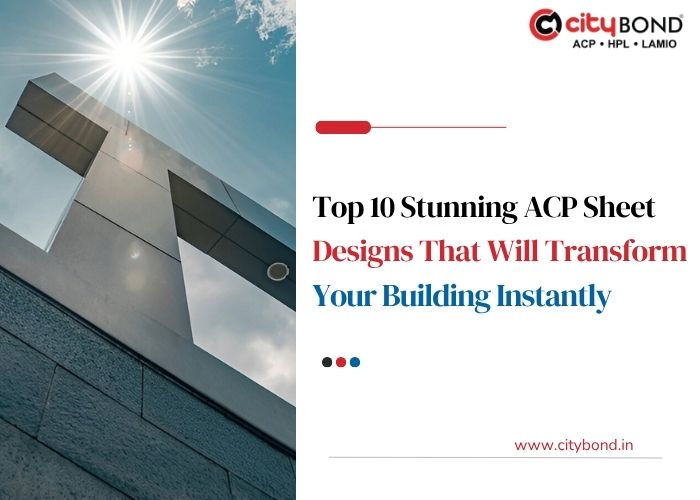 cityBOND®
ACP • HPL • LAMIO
Top 10 Stunning ACP Sheet
Designs That Will Transform
Your Building Instantly
www.citybond.in